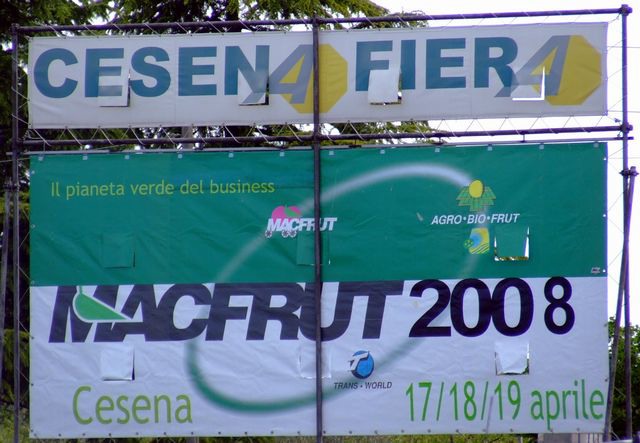 CESENA FIERA
Il pianeta verde del business
MACFRUT
AGRO•BIO•FRUT
MACFRUT 2008
TRANS•WORLD
Cesena
17/18/19 aprile